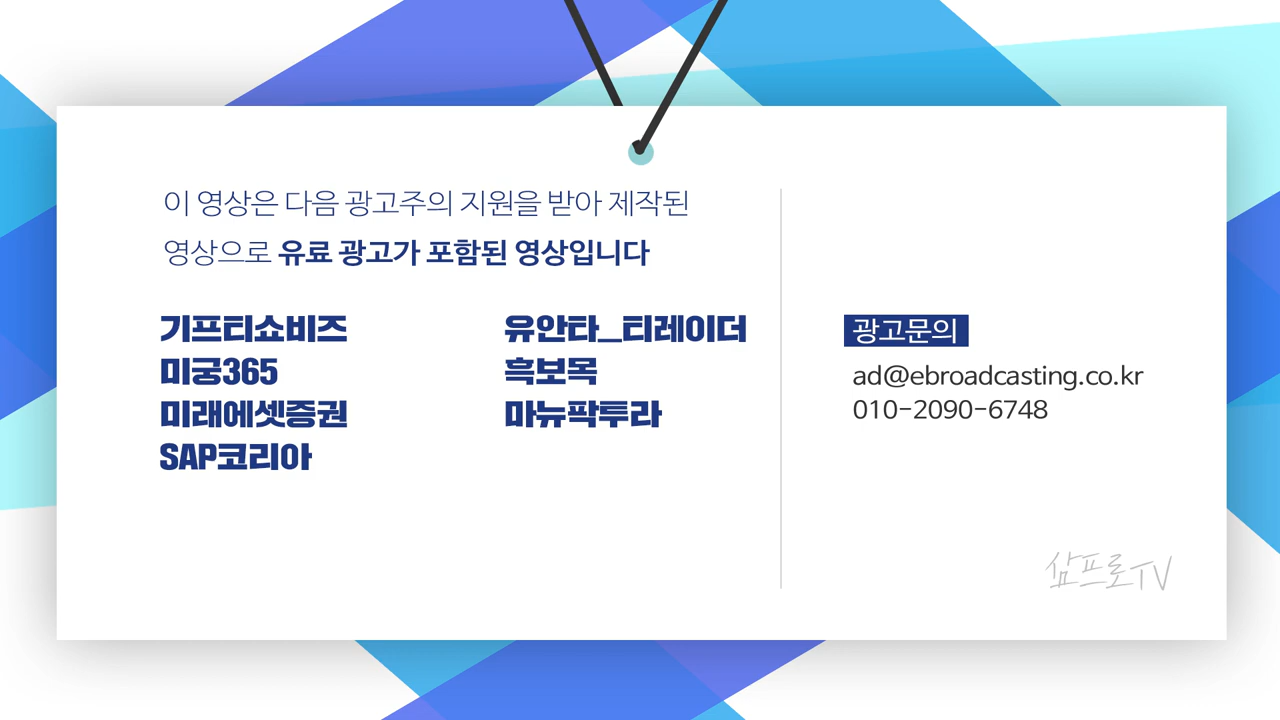 이 영상은 다음 광고주의 지원을 받아 제작된
영상으로 유료 광고가 포함된 영상입니다
기프티쇼비즈
미궁365
미래에셋증권
SAP코리아
유안타_티레이더
흑보목
마뉴팍투라
광고문의
ad@ebroadcasting.co.kr
010-2090-6748
삼프로TV